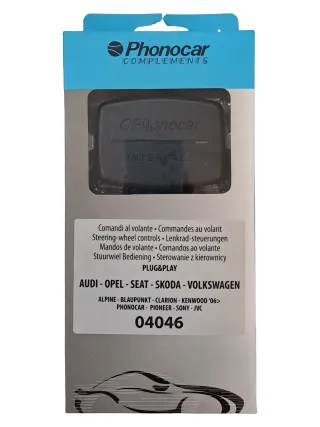 Phonocar
COMPLEMENTS
Phonocar
INTERFACE
Comandi al volante • Commandes au volant
Steering-wheel controls • Lenkrad-steuerungen
Mandos de volante • Comandos ao volante
Stuurwiel Bediening • Sterowanie z kierownicy
PLUG&PLAY
AUDI - OPEL - SEAT - SKODA - VOLKSWAGEN
ALPINE - BLAUPUNKT - CLARION - KENWOOD '06>
PHONOCAR - PIONEER - SONY - JVC
04046